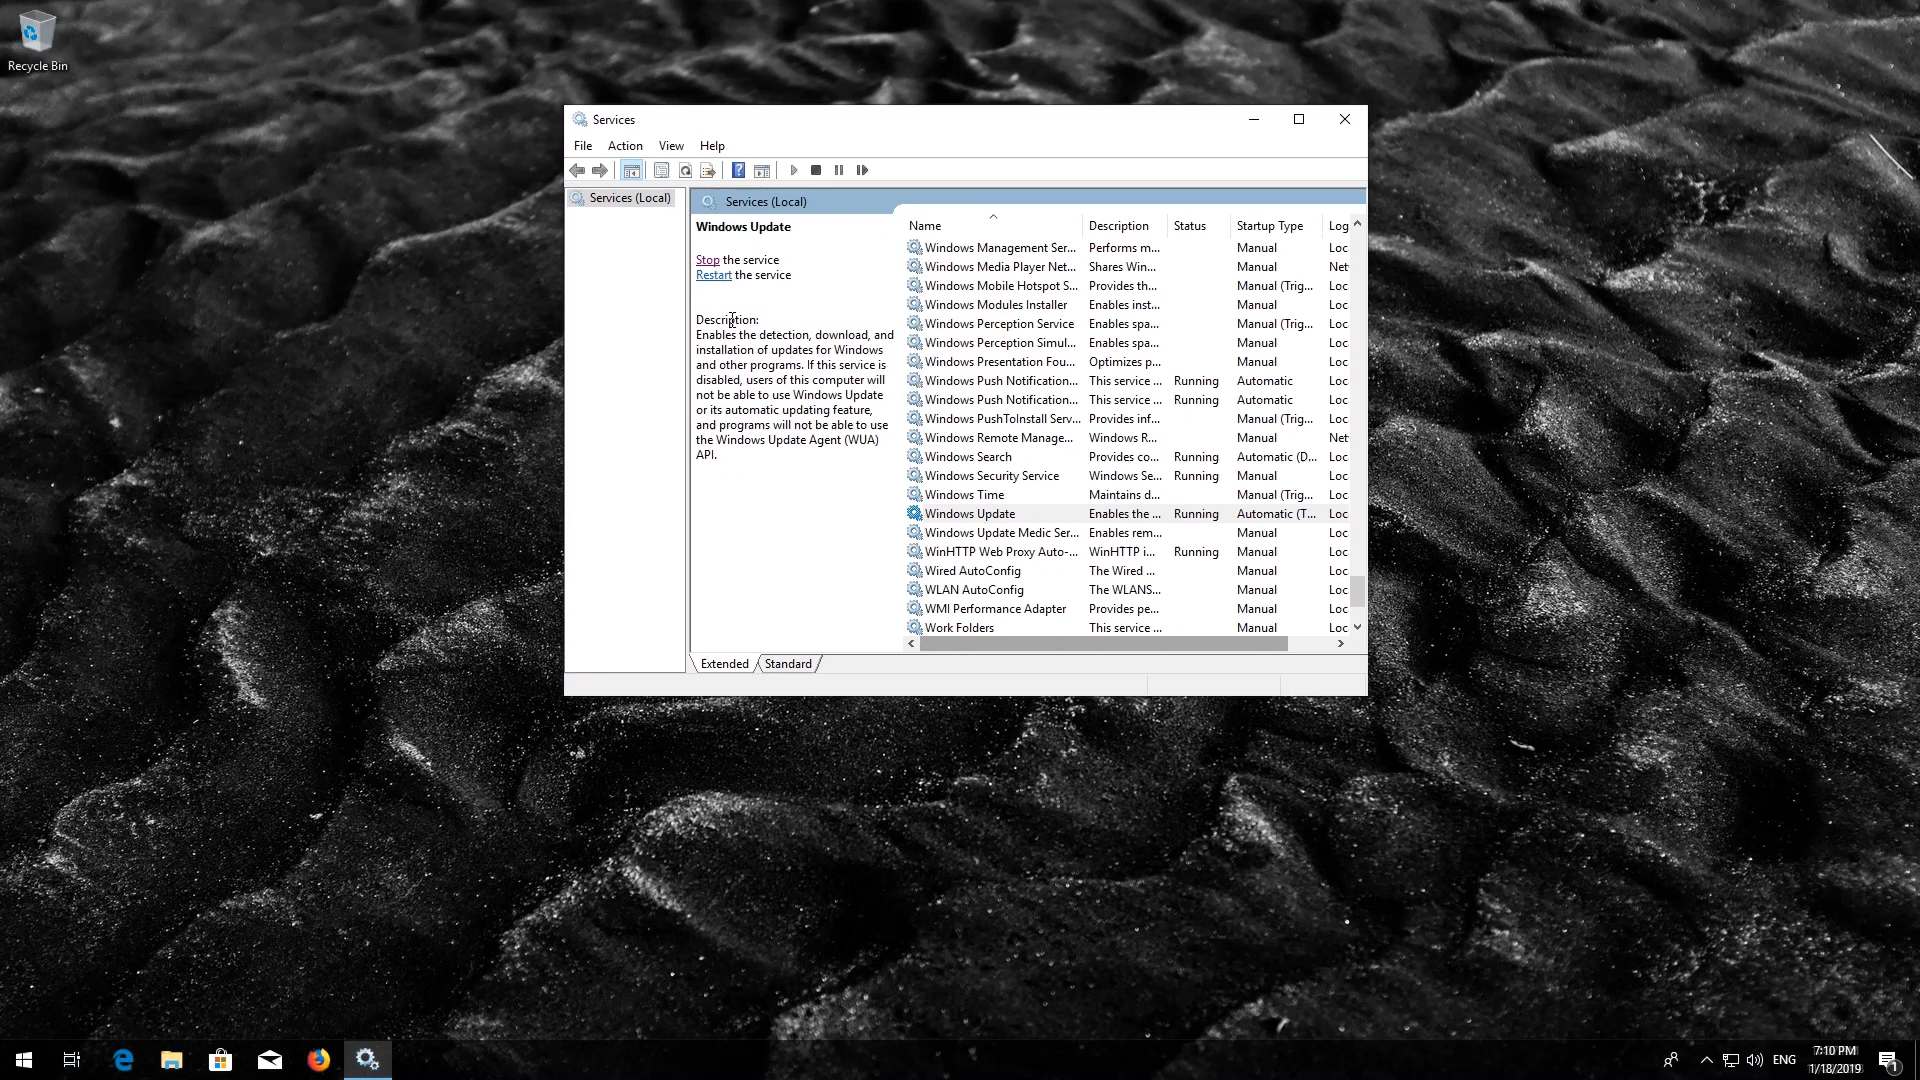 Recycle Bin
Services
File Action View Help
Services (Local)
Services (Local)
Windows Update
Stop the service
Restart the service
Description:
Enables the detection, download, and
installation of updates for Windows
and other programs. If this service is
disabled, users of this computer will
not be able to use Windows Update
or its automatic updating feature,
and programs will not be able to use
the Windows Update Agent (WUA)
API.
Name Description Status Startup Type Log
Windows Management Ser... Performs m... Manual Loc
Windows Media Player Net... Shares Win... Manual Net
Windows Mobile Hotspot S... Provides th... Manual (Trig... Loc
Windows Modules Installer Enables inst... Manual Loc
Windows Perception Service Enables spa... Manual (Trig... Loc
Windows Perception Simul... Enables spa... Manual Loc
Windows Presentation Fou... Optimizes p... Manual Loc
Windows Push Notification... This service ... Running Automatic Loc
Windows Push Notification... This service ... Running Automatic Loc
Windows PushToInstall Serv... Provides inf... Manual (Trig... Loc
Windows Remote Manage... Windows R... Manual Net
Windows Search Provides co... Running Automatic (D... Loc
Windows Security Service Windows Se... Running Manual Loc
Windows Time Maintains d... Manual (Trig... Loc
Windows Update Enables the ... Running Automatic (T... Loc
Windows Update Medic Ser... Enables rem... Manual Loc
WinHTTP Web Proxy Auto-... WinHTTP i... Running Manual Loc
Wired AutoConfig The Wired ... Manual Loc
WLAN AutoConfig The WLANS... Manual Loc
WMI Performance Adapter Provides pe... Manual Loc
Work Folders This service ... Manual Loc
Extended Standard
ENG
7:10 PM
1/18/2019
1